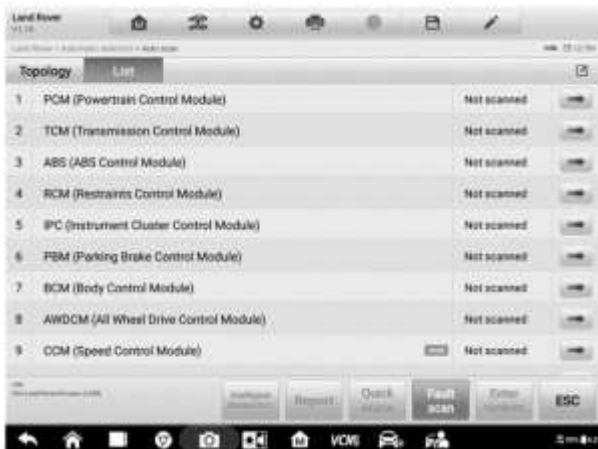 Land Rover
Topology
List
1 PCM (Powertrain Control Module) Not scanned
2 TCM (Transmission Control Module) Not scanned
3 ABS (ABS Control Module) Not scanned
4 RCM (Restraints Control Module) Not scanned
5 IPC (Instrument Cluster Control Module) Not scanned
6 PBM (Parking Brake Control Module) Not scanned
7 BCM (Body Control Module) Not scanned
8 AWDCM (All Wheel Drive Control Module) Not scanned
9 CCM (Speed Control Module) Not scanned
Report
Quick
Fault scan
ESC
VCMI